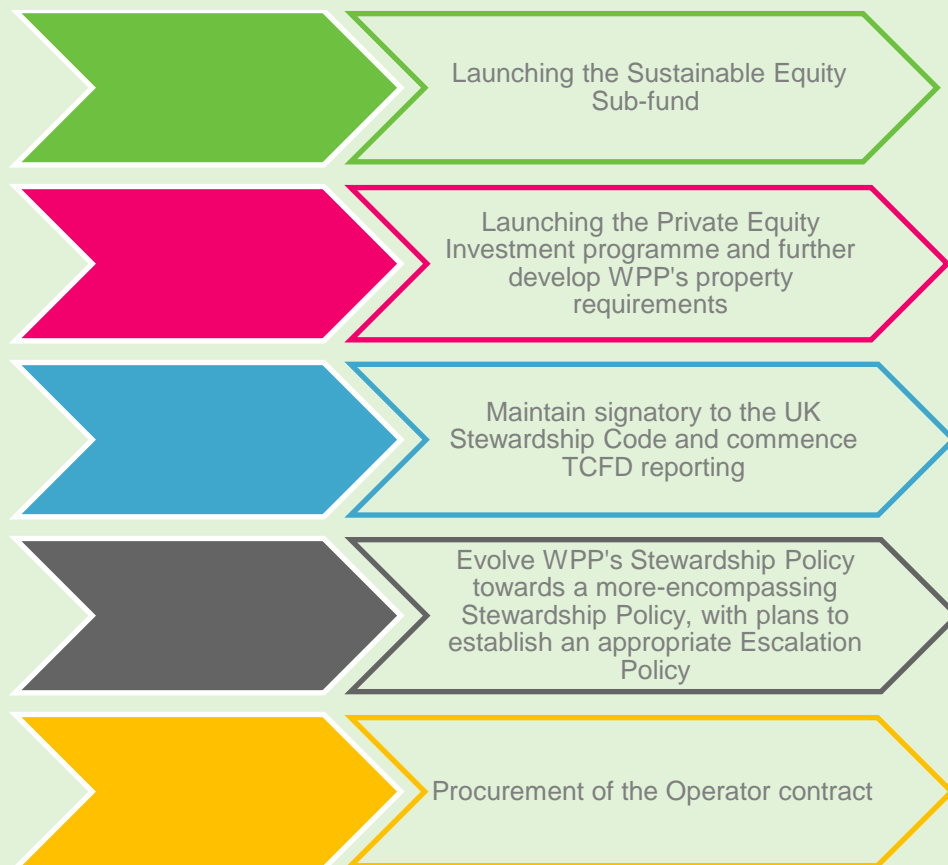 Launching the Sustainable Equity
Sub-fund
Launching the Private Equity
Investment programme and further
develop WPP's property
requirements
Maintain signatory to the UK
Stewardship Code and commence
TCFD reporting
Evolve WPP's Stewardship Policy
towards a more-encompassing
Stewardship Policy, with plans to
establish an appropriate Escalation
Policy
Procurement of the Operator contract